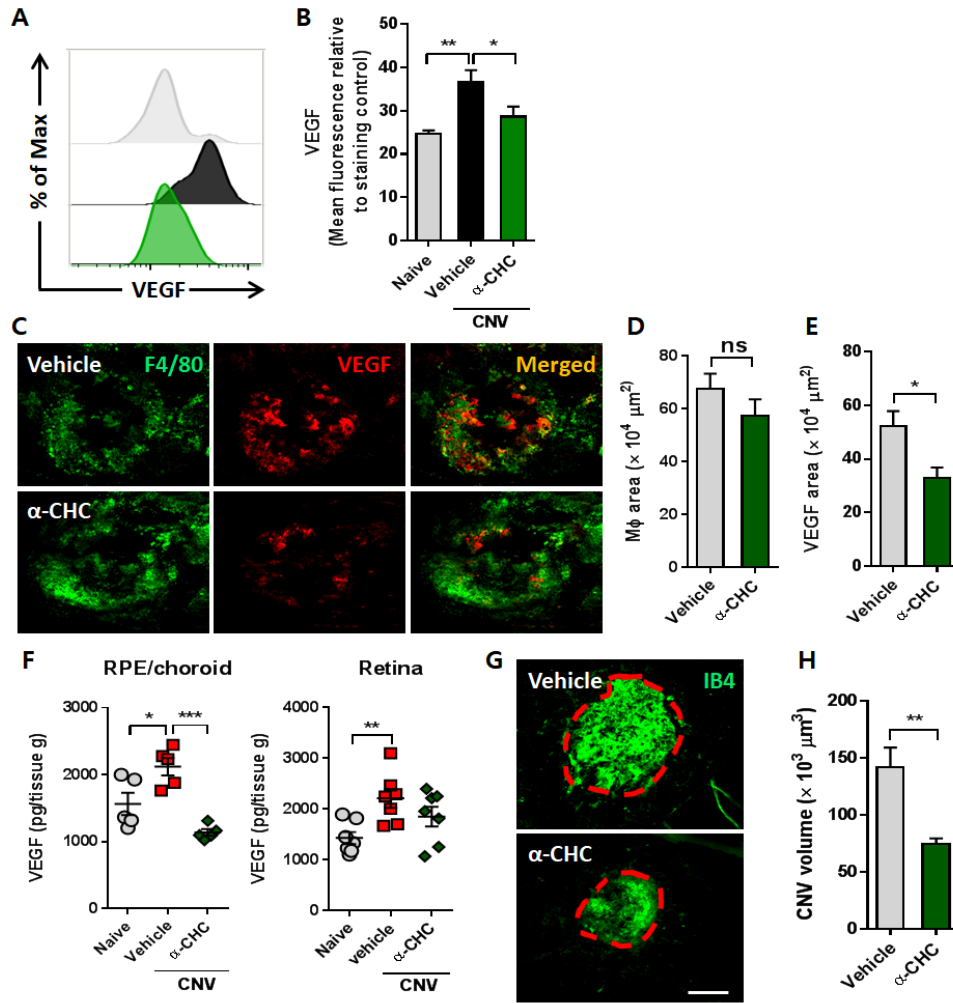 A
% of Max
VEGF
B
VEGF
(Mean fluorescence relative
to staining control)
50
40
30
20
10
0
**
*
Naive
Vehicle
α-CHC
CNV
C
Vehicle
F4/80
VEGF
Merged
α-CHC
D
Mϕ area (× 10⁴ μm²)
80
60
40
20
0
ns
Vehicle
α-CHC
E
VEGF area (× 10⁴ μm²)
80
60
40
20
0
*
Vehicle
α-CHC
F
RPE/choroid
VEGF (pg/tissue g)
3000
2000
1000
0
*
***
Naive
Vehicle
α-CHC
CNV
Retina
VEGF (pg/tissue g)
4000
3000
2000
1000
0
**
Naive
vehicle
α-CHC
CNV
G
Vehicle
IB4
α-CHC
H
CNV volume (× 10³ μm³)
200
150
100
50
0
**
Vehicle
α-CHC